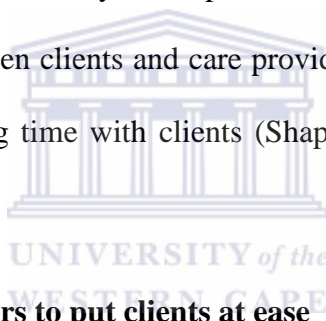 en clients and care provid
g time with clients (Shap
UNIVERSITY of the
WESTERN CAPE
rs to put clients at ease